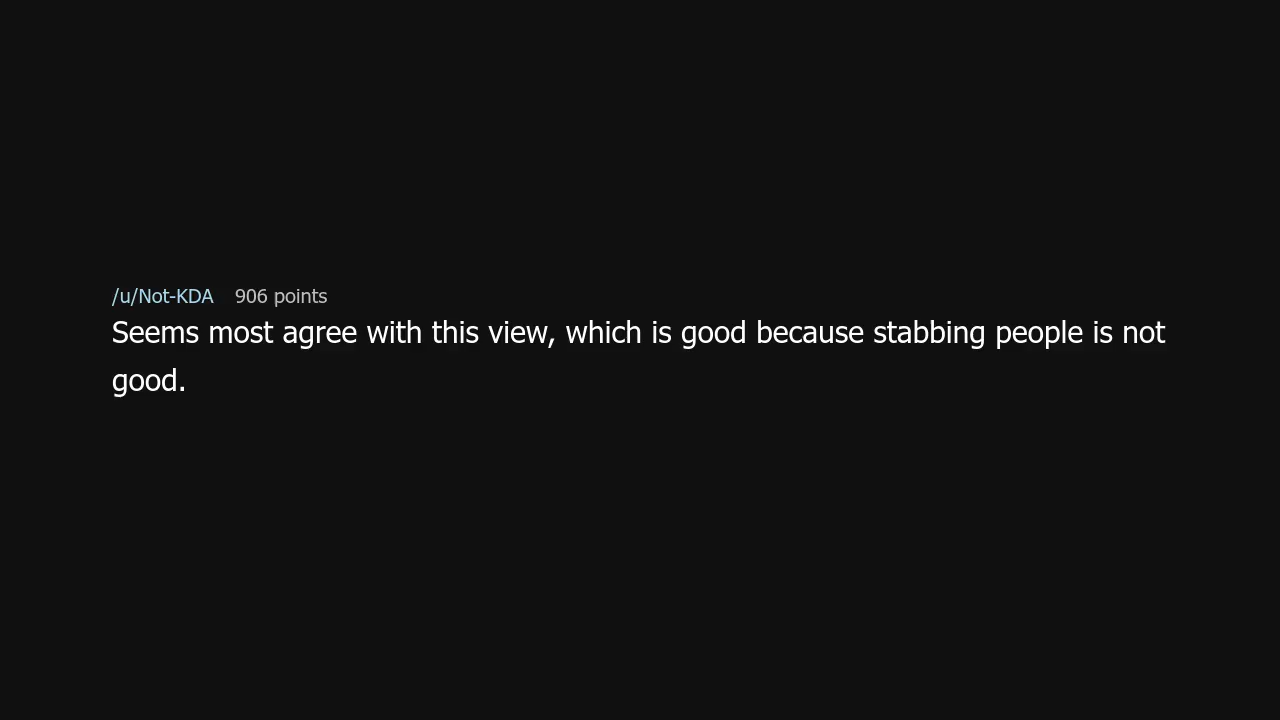 /u/Not-KDA 906 points
Seems most agree with this view, which is good because stabbing people is not
good.